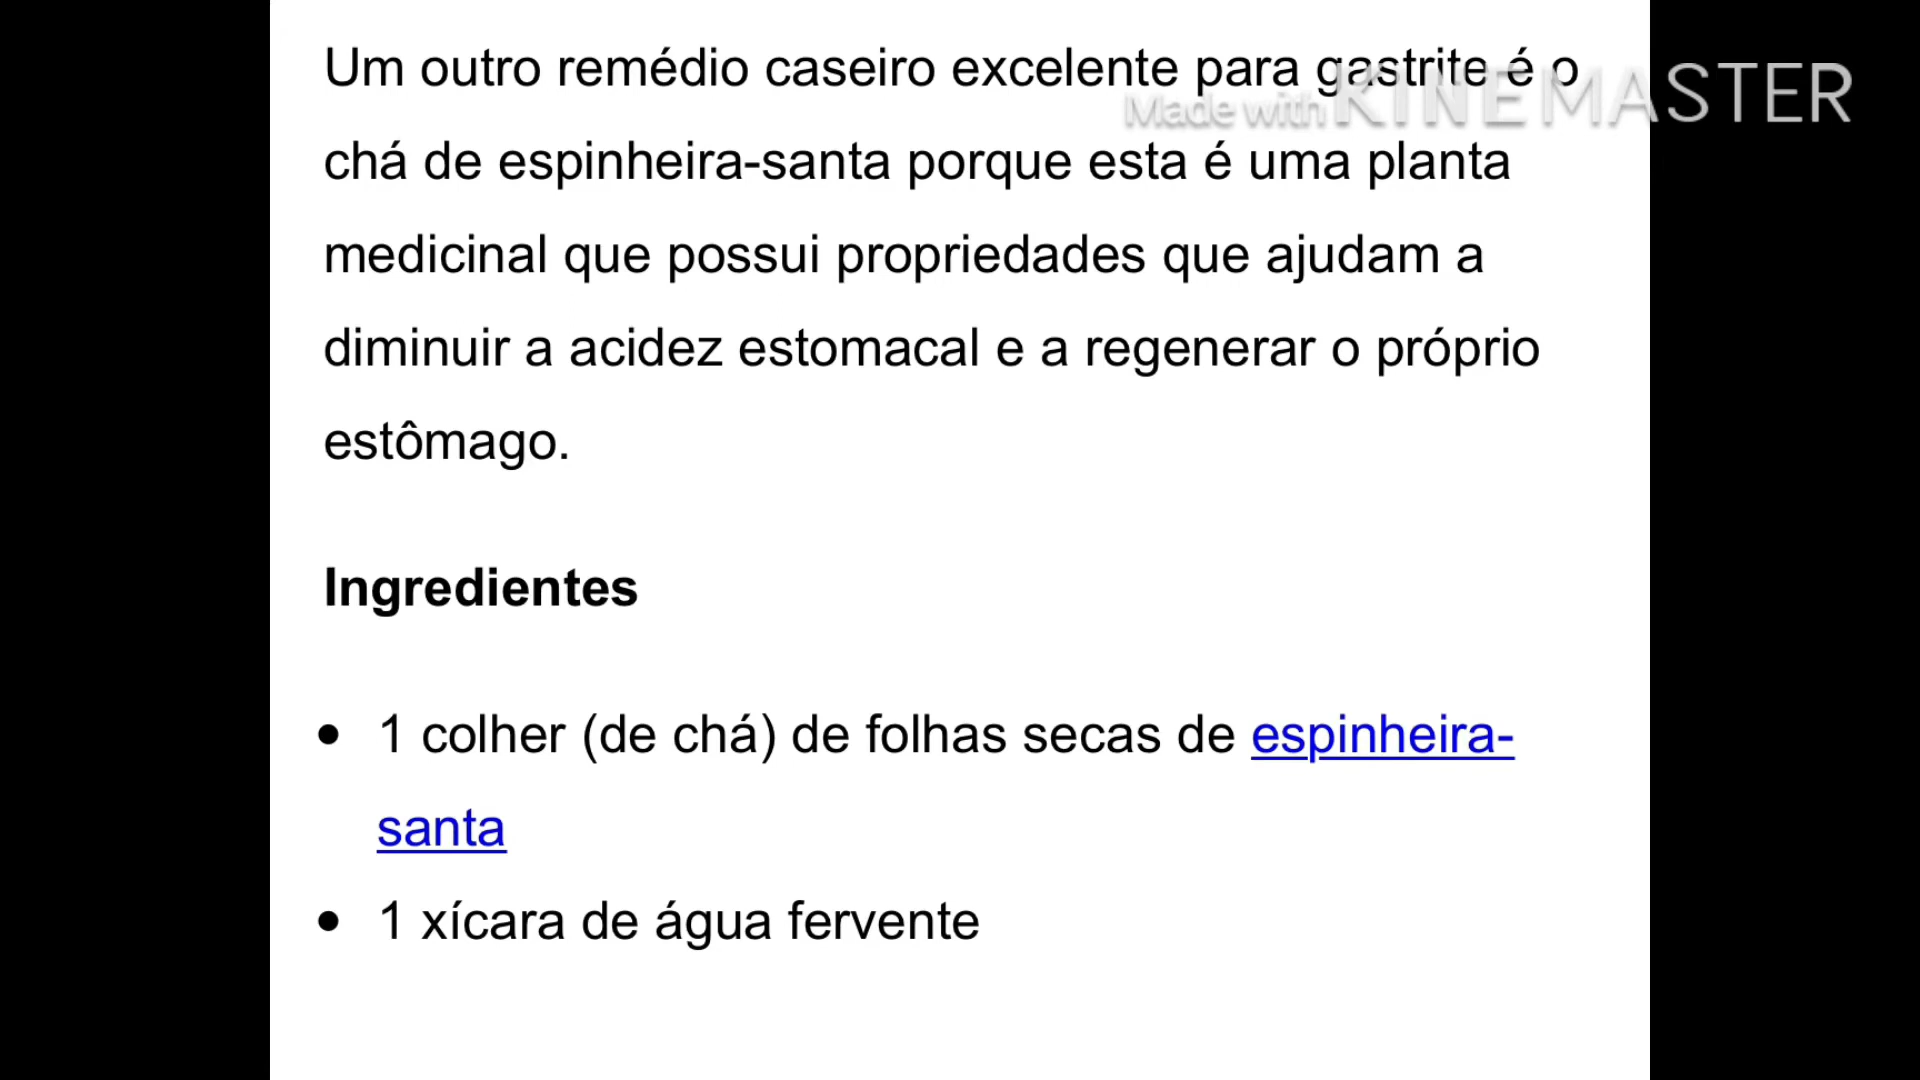 Um outro remédio caseiro excelente para gastrite é o
Made with KINEMASTER
chá de espinheira-santa porque esta é uma planta
medicinal que possui propriedades que ajudam a
diminuir a acidez estomacal e a regenerar o próprio
estômago.
Ingredientes
• 1 colher (de chá) de folhas secas de espinheira-
santa
• 1 xícara de água fervente